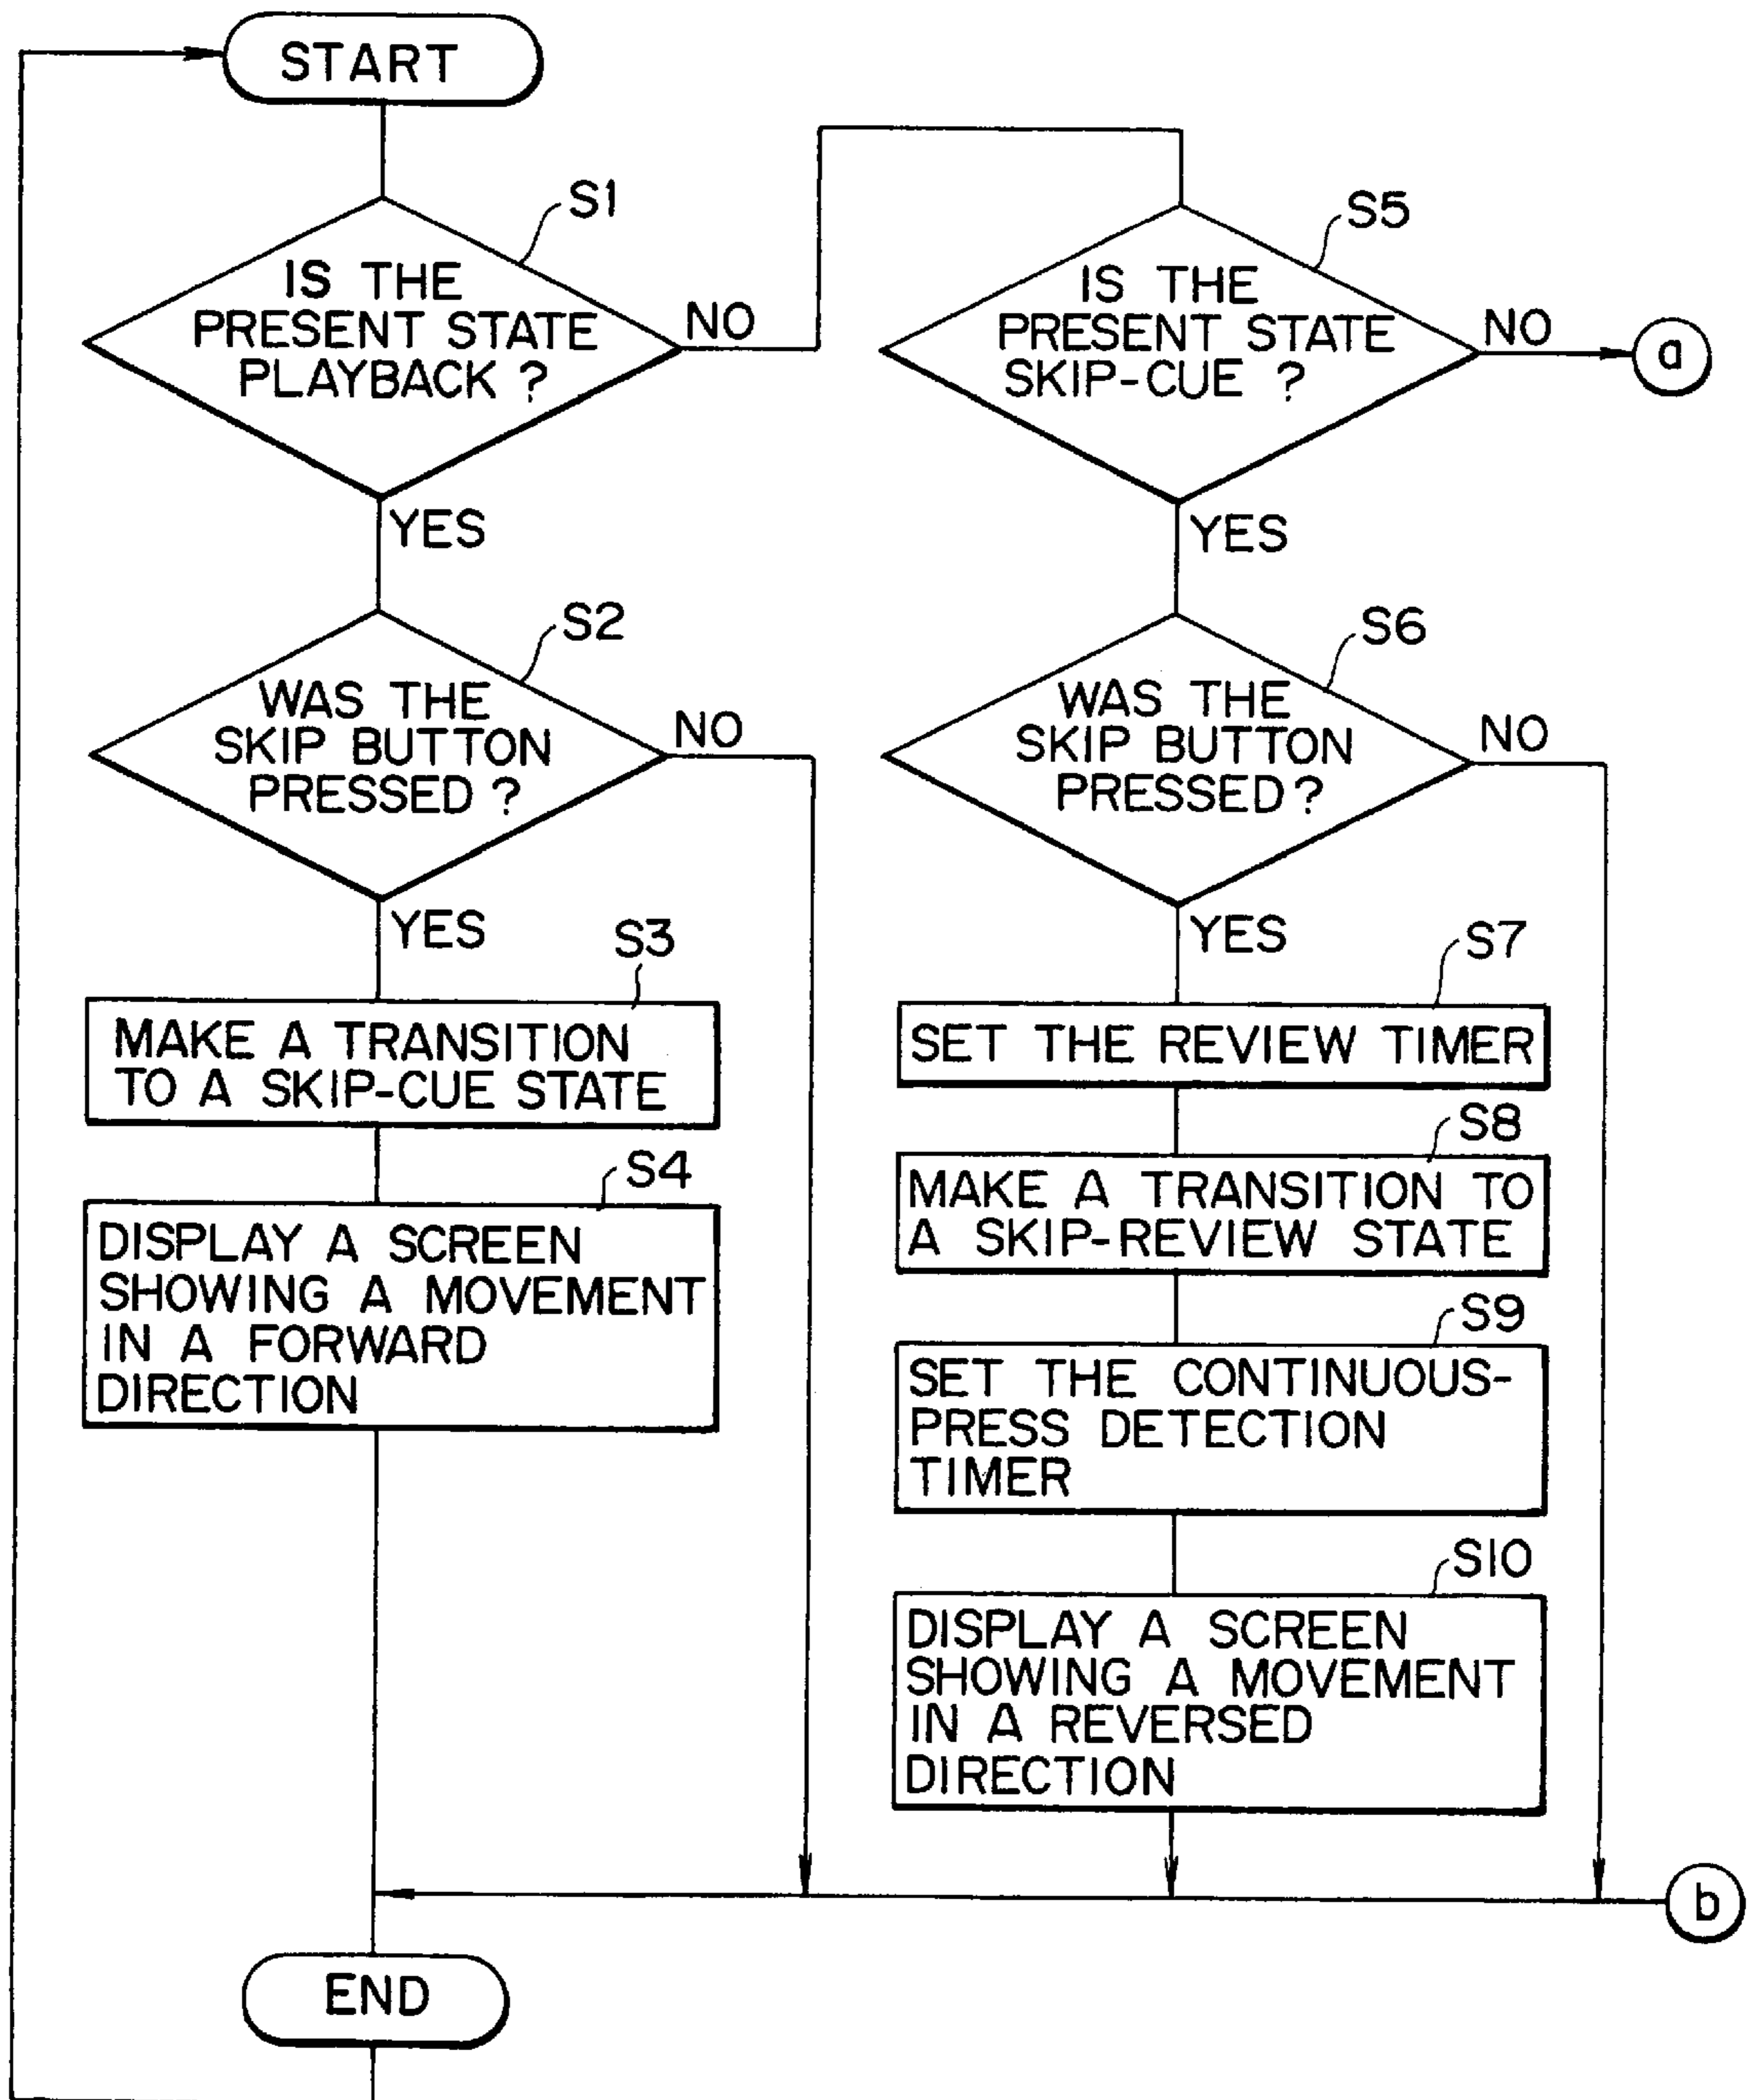 START
S1
IS THE
PRESENT STATE
PLAYBACK ?
NO
YES
S2
WAS THE
SKIP BUTTON
PRESSED ?
NO
YES
S3
MAKE A TRANSITION
TO A SKIP-CUE STATE
S4
DISPLAY A SCREEN
SHOWING A MOVEMENT
IN A FORWARD
DIRECTION
END
S5
IS THE
PRESENT STATE
SKIP-CUE ?
NO
a
YES
S6
WAS THE
SKIP BUTTON
PRESSED ?
NO
YES
S7
SET THE REVIEW TIMER
S8
MAKE A TRANSITION TO
A SKIP-REVIEW STATE
S9
SET THE CONTINUOUS-
PRESS DETECTION
TIMER
S10
DISPLAY A SCREEN
SHOWING A MOVEMENT
IN A REVERSED
DIRECTION
b